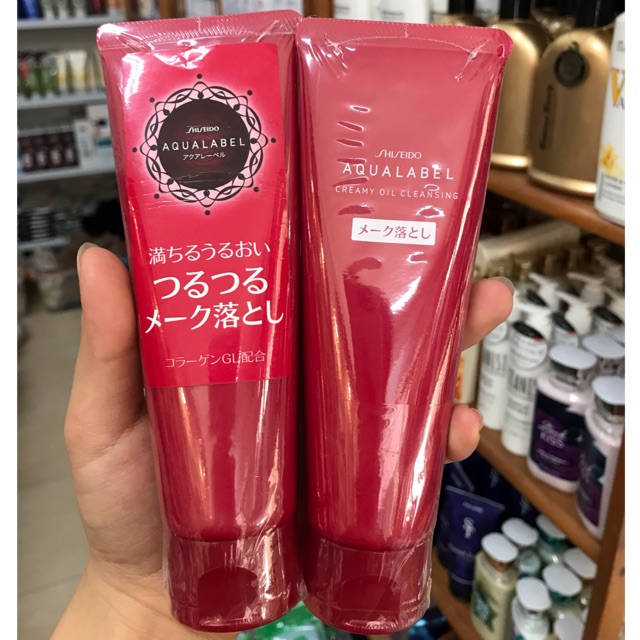 SHISEIDO
AQUALABEL
アクアレーベル
満ちるうるおい
つるつる
メーク落とし
コラーゲンGL配合
SHISEIDO
AQUALABEL
CREAMY OIL CLEANSING
メーク落とし
KISS